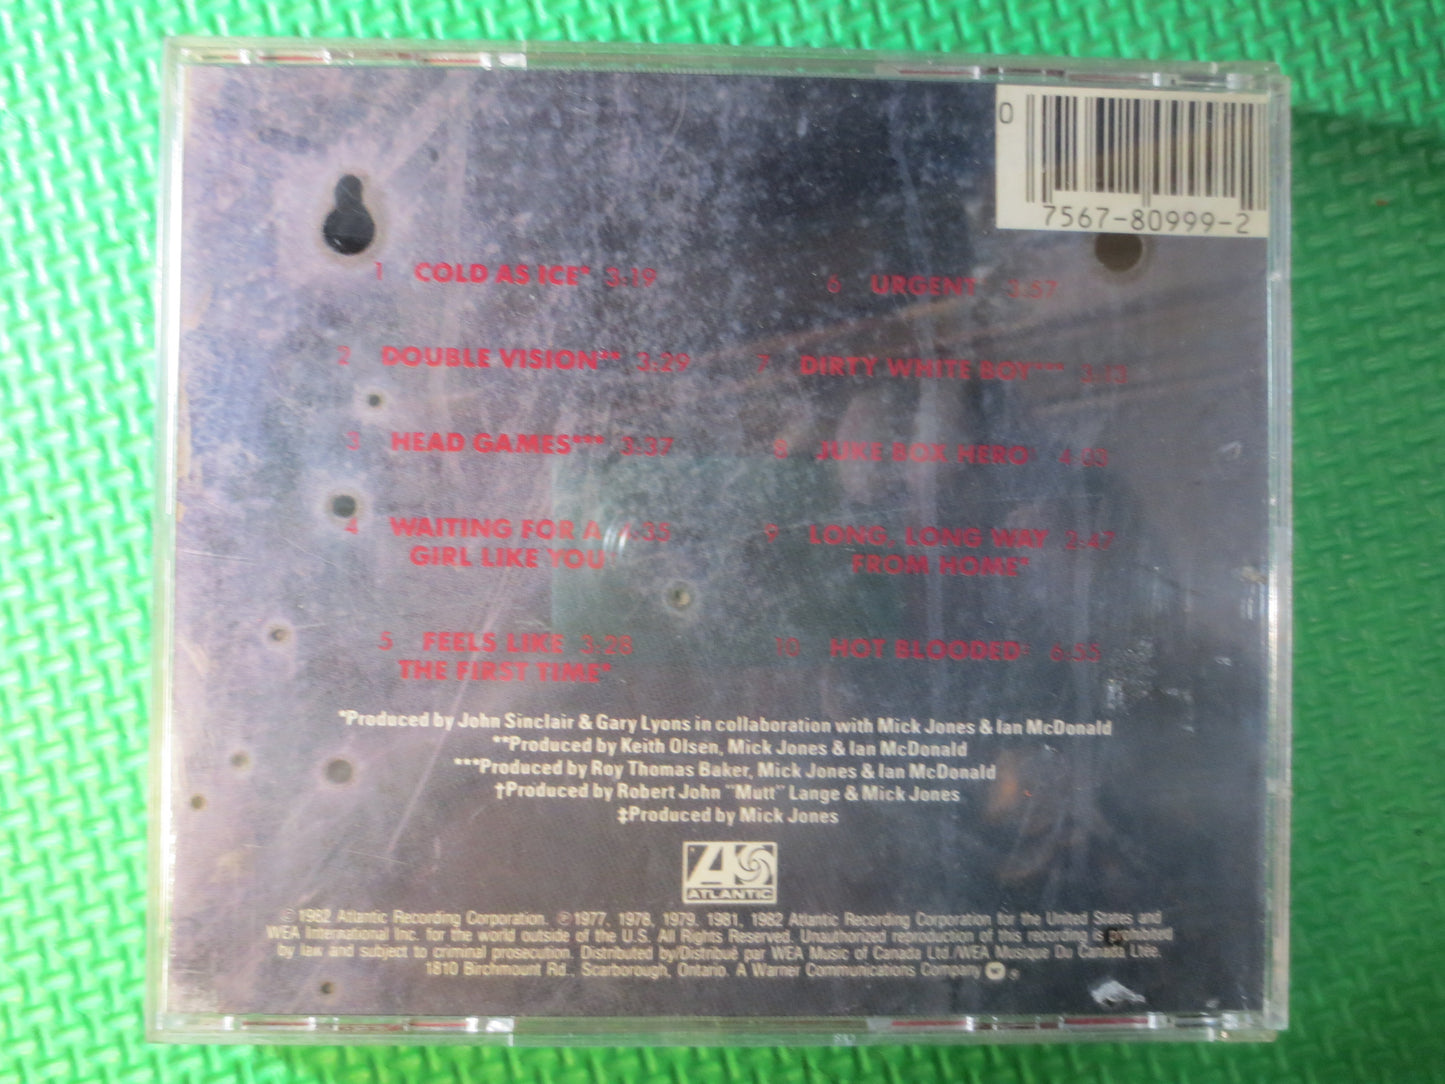 0
7567-80999-2
1 COLD AS ICE* 3:19
2 DOUBLE VISION** 3:29
3 HEAD GAMES*** 3:37
4 WAITING FOR A 4:35
GIRL LIKE YOU
5 FEELS LIKE 3:28
THE FIRST TIME*
6 URGENT 3:57
7 DIRTY WHITE BOY*** 3:13
8 JUKE BOX HERO
9 LONG, LONG WAY 2:47
FROM HOME*
10 HOT BLOODED 6:55
*Produced by John Sinclair & Gary Lyons in collaboration with Mick Jones & Ian McDonald
**Produced by Keith Olsen, Mick Jones & Ian McDonald
***Produced by Roy Thomas Baker, Mick Jones & Ian McDonald
†Produced by Robert John "Mutt" Lange & Mick Jones
‡Produced by Mick Jones
ATLANTIC
© 1982 Atlantic Recording Corporation. ℗ 1977, 1978, 1979, 1981, 1982 Atlantic Recording Corporation for the United States and
WEA International Inc. for the world outside of the U.S. All Rights Reserved. Unauthorized reproduction of this recording is prohibited
by law and subject to criminal prosecution. Distributed by/Distribué par WEA Music of Canada Ltd./WEA Musique Du Canada Ltée.
1810 Birchmount Rd., Scarborough, Ontario. A Warner Communications Company